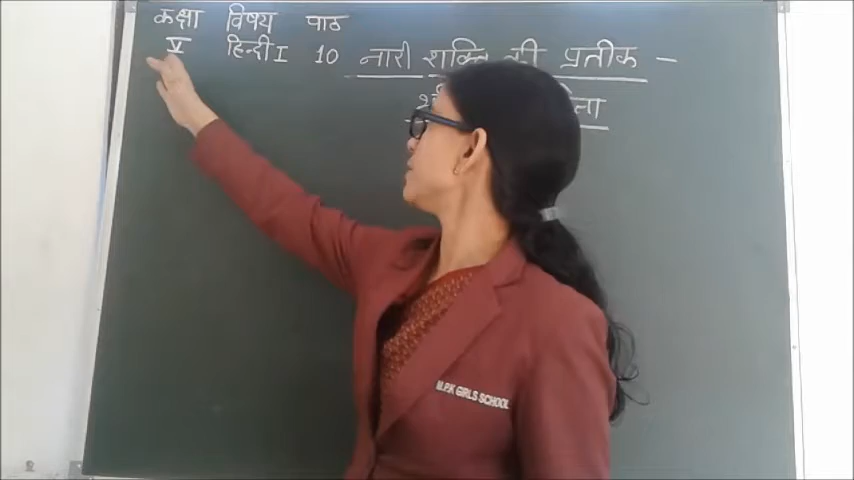 कक्षा विषय पाठ
V हिन्दी I 10 नारी शक्ति की प्रतीक —
M.P.K GIRLS SCHOOL